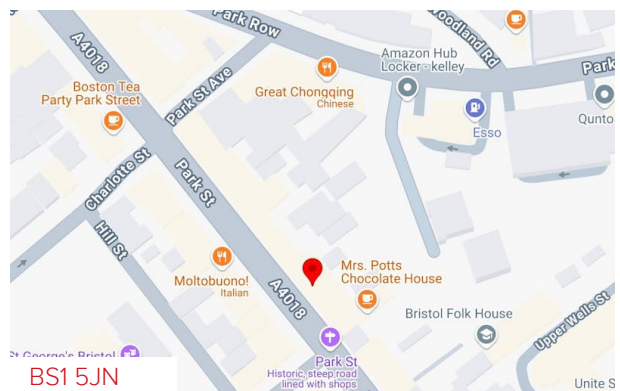 Park Row
A4018
Woodland Rd
Amazon Hub
Locker - kelley
Park
Boston Tea
Party Park Street
Park St Ave
Great Chongqing
Chinese
Esso
Qunto
Charlotte St
Park St
Hill St
Moltobuono!
Italian
A4018
Mrs. Potts
Chocolate House
Bristol Folk House
Upper Wells St
St George's Bristol
Park St
Historic, steep road
lined with shops
Unite S
BS1 5JN